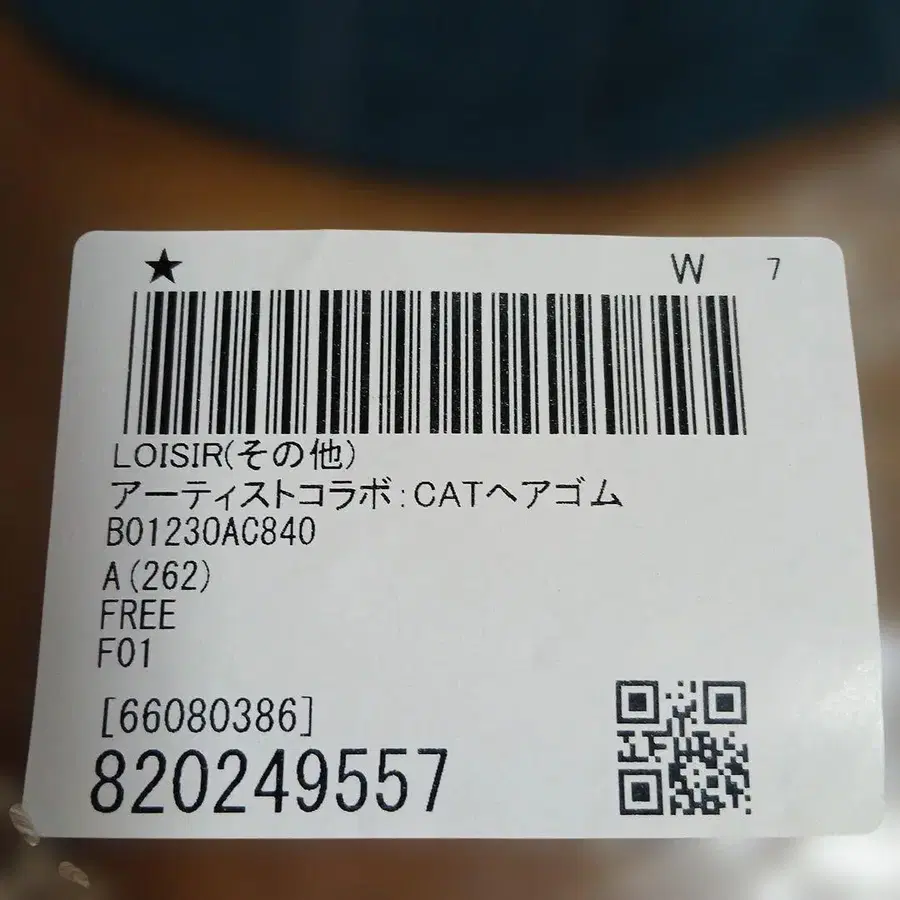 ★ W 7
LOISIR(その他)
アーティストコラボ:CATヘアゴム
B01230AC840
A(262)
FREE
F01
[66080386]
820249557